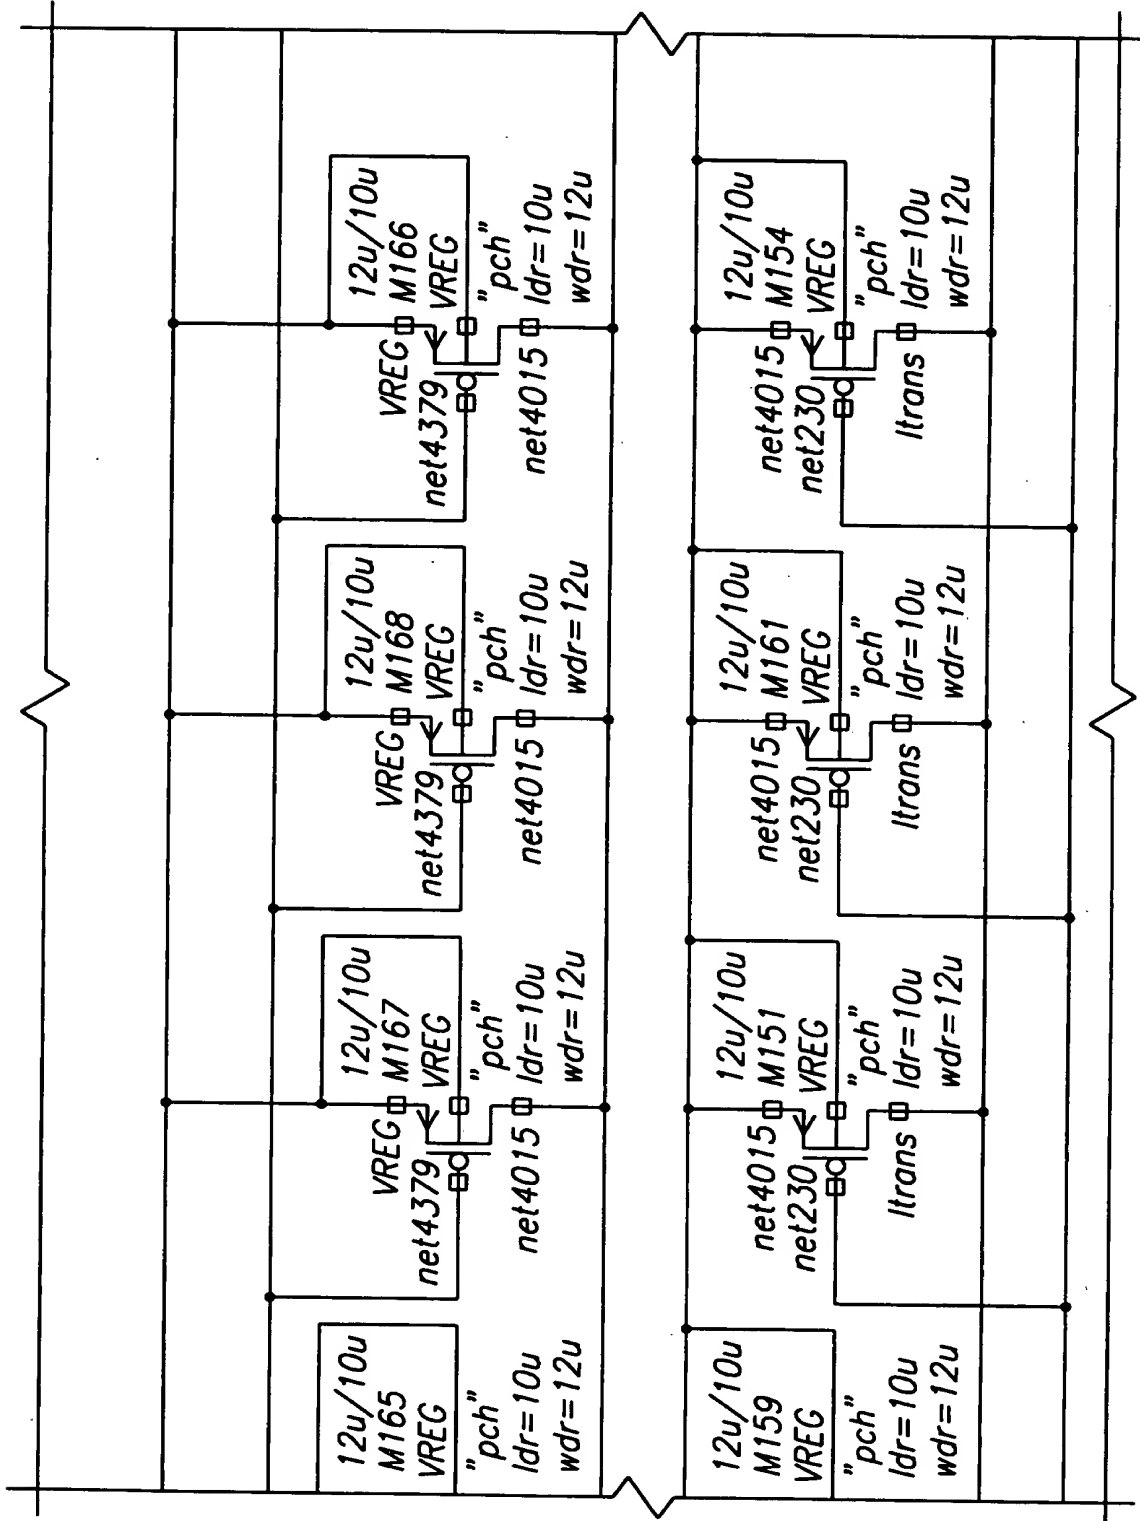 12u/10u
M165
VREG
"pch"
ldr=10u
wdr=12u
12u/10u
M167
VREG
VREG
net4379
"pch"
ldr=10u
wdr=12u
net4015
12u/10u
M168
VREG
VREG
net4379
"pch"
ldr=10u
wdr=12u
net4015
12u/10u
M166
VREG
VREG
net4379
"pch"
ldr=10u
wdr=12u
net4015
12u/10u
M159
VREG
"pch"
ldr=10u
wdr=12u
12u/10u
M151
VREG
net4015
net230
"pch"
ldr=10u
wdr=12u
Itrans
12u/10u
M161
VREG
net4015
net230
"pch"
ldr=10u
wdr=12u
Itrans
12u/10u
M154
VREG
net4015
net230
"pch"
ldr=10u
wdr=12u
Itrans